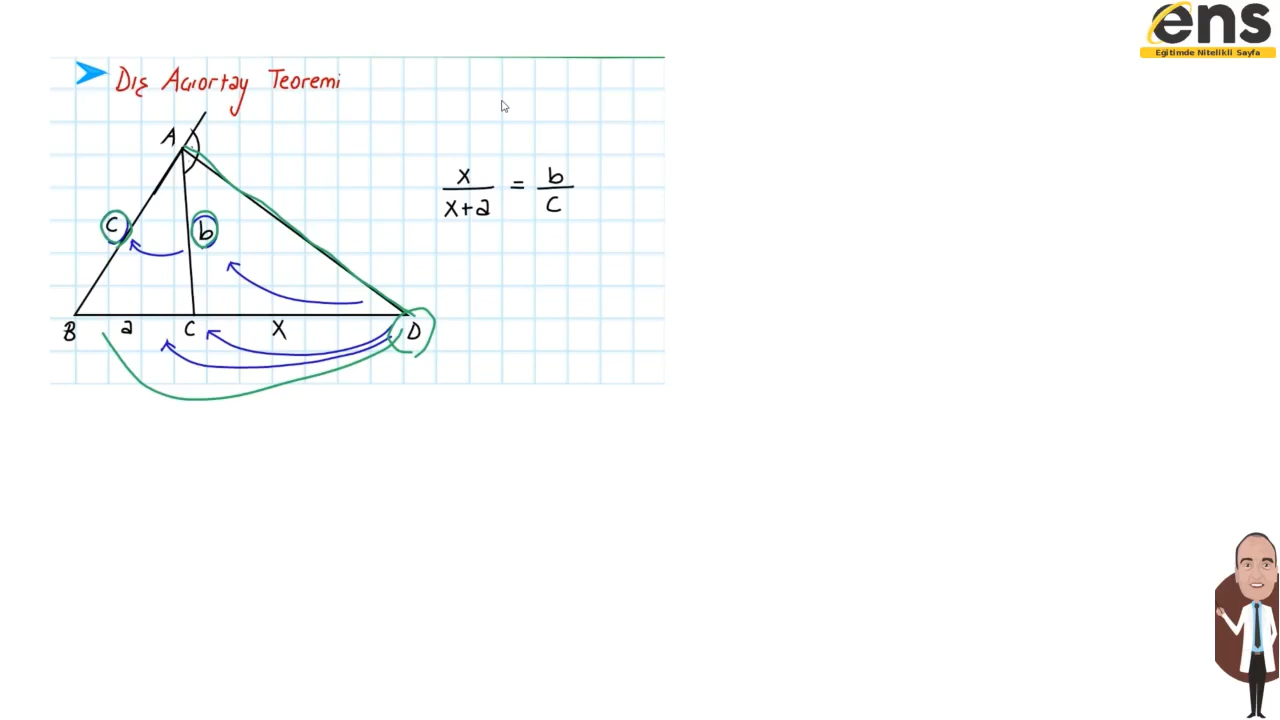 ens
Eğitimde Nitelikli Sayfa
Dış Açıortay Teoremi
A
c
b
B a C x D
x/x+a = b/c